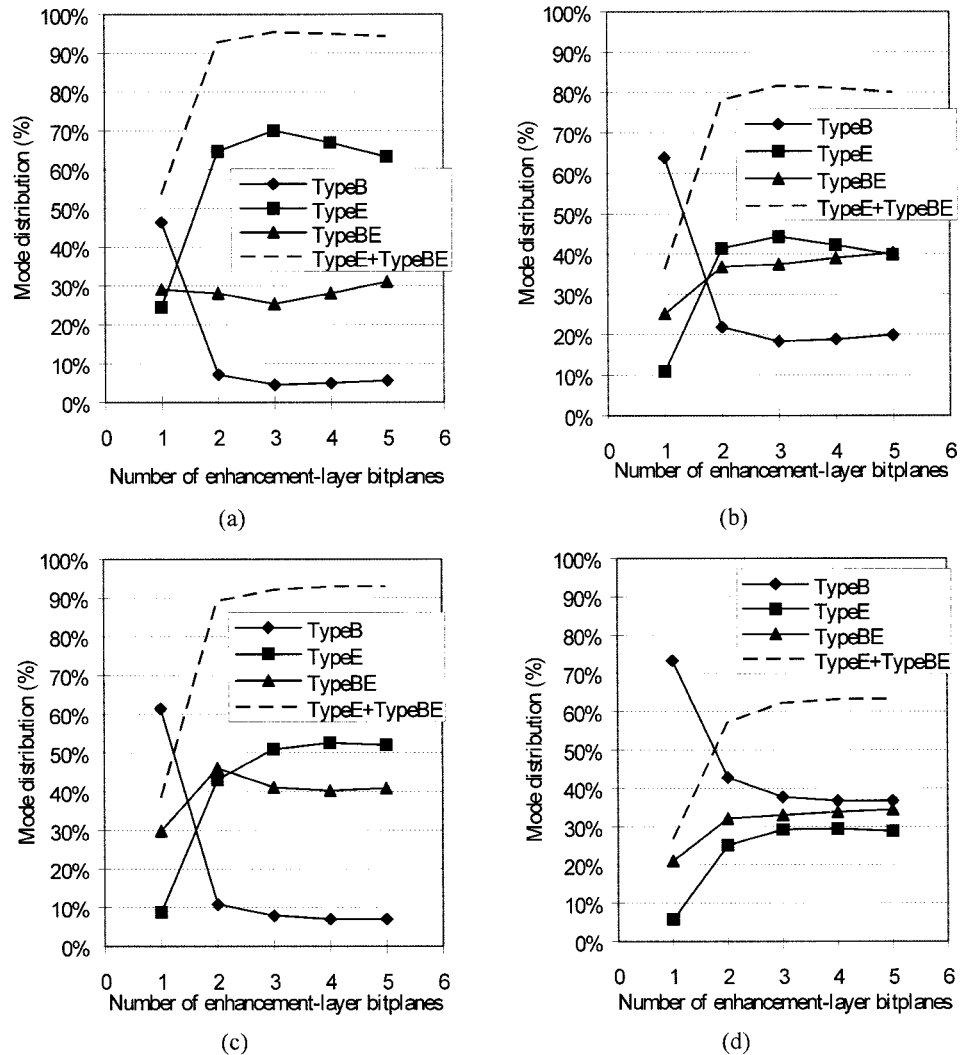 100%
90%
80%
70%
60%
50%
40%
30%
20%
10%
0%
Mode distribution (%)
TypeB
TypeE
TypeBE
TypeE+TypeBE
0 1 2 3 4 5 6
Number of enhancement-layer bitplanes
(a)
100%
90%
80%
70%
60%
50%
40%
30%
20%
10%
0%
Mode distribution (%)
TypeB
TypeE
TypeBE
TypeE+TypeBE
0 1 2 3 4 5 6
Number of enhancement-layer bitplanes
(b)
100%
90%
80%
70%
60%
50%
40%
30%
20%
10%
0%
Mode distribution (%)
TypeB
TypeE
TypeBE
TypeE+TypeBE
0 1 2 3 4 5 6
Number of enhancement-layer bitplanes
(c)
100%
90%
80%
70%
60%
50%
40%
30%
20%
10%
0%
Mode distribution (%)
TypeB
TypeE
TypeBE
TypeE+TypeBE
0 1 2 3 4 5 6
Number of enhancement-layer bitplanes
(d)